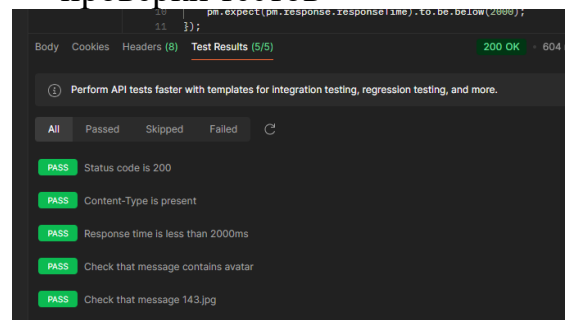 проверки тестов
10 pm.expect(pm.response.responseTime).to.be.below(2000);
11 });
Body Cookies Headers (8) Test Results (5/5) 200 OK • 604
Perform API tests faster with templates for integration testing, regression testing, and more.
All Passed Skipped Failed
PASS Status code is 200
PASS Content-Type is present
PASS Response time is less than 2000ms
PASS Check that message contains avatar
PASS Check that message 143.jpg